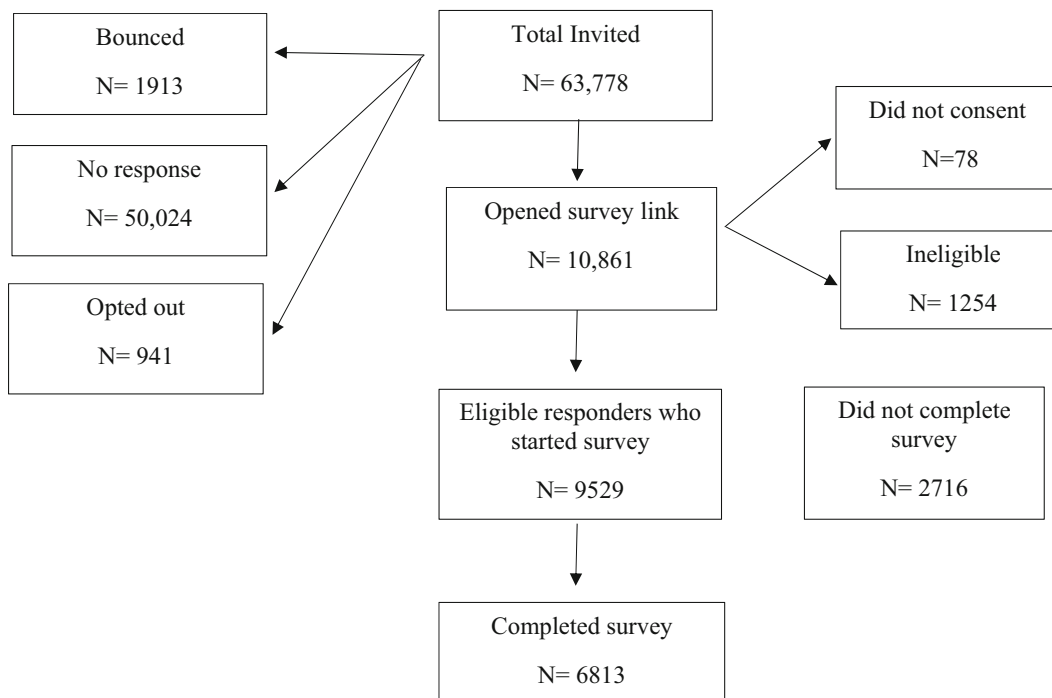 Bounced
N= 1913
Total Invited
N= 63,778
Did not consent
N=78
No response
N= 50,024
Opened survey link
N= 10,861
Ineligible
N= 1254
Opted out
N= 941
Eligible responders who
started survey
N= 9529
Did not complete
survey
N= 2716
Completed survey
N= 6813